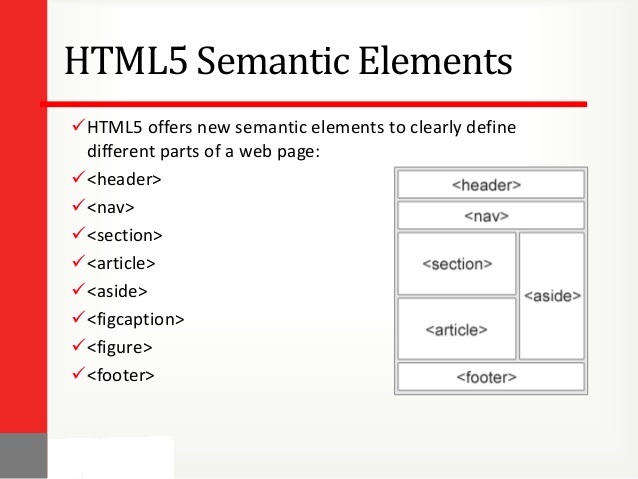 HTML5 Semantic Elements
HTML5 offers new semantic elements to clearly define
different parts of a web page:
<header>
<nav>
<section>
<article>
<aside>
<figcaption>
<figure>
<footer>
<header>
<nav>
<section>
<aside>
<article>
<footer>